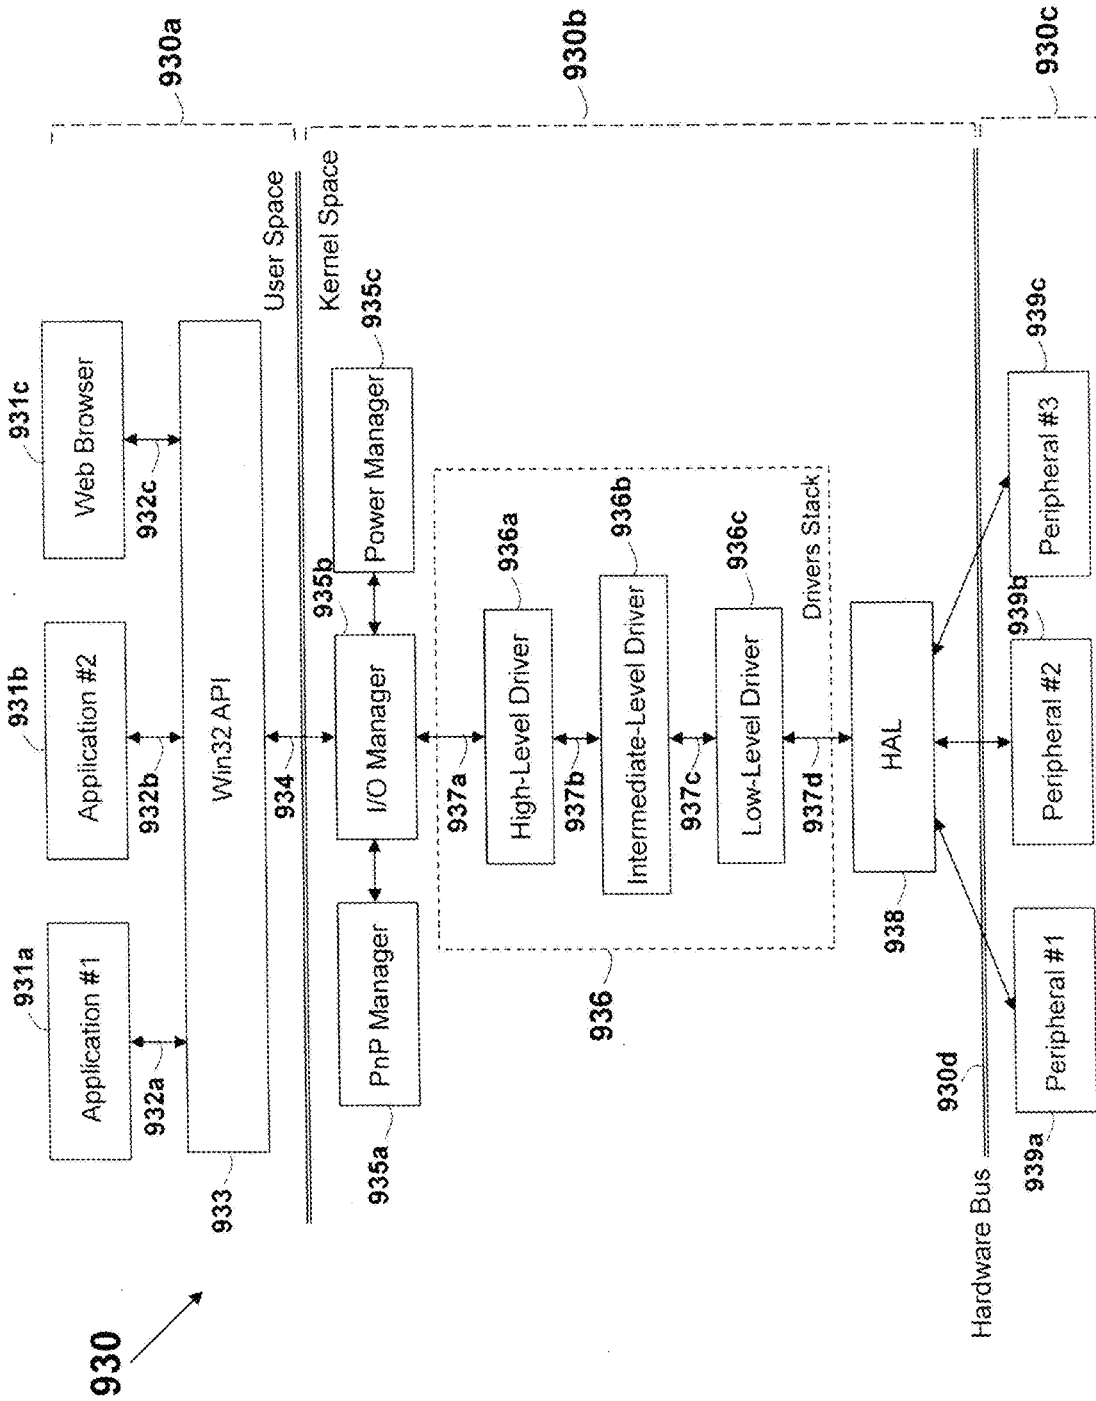 930
931a
Application #1
931b
Application #2
931c
Web Browser
930a
932a
932b
932c
933
Win32 API
User Space
934
Kernel Space
930b
935a
PnP Manager
935b
I/O Manager
935c
Power Manager
937a
936
936a
High-Level Driver
937b
936b
Intermediate-Level Driver
937c
936c
Low-Level Driver
937d
Drivers Stack
938
HAL
930d
Hardware Bus
930c
939a
Peripheral #1
939b
Peripheral #2
939c
Peripheral #3